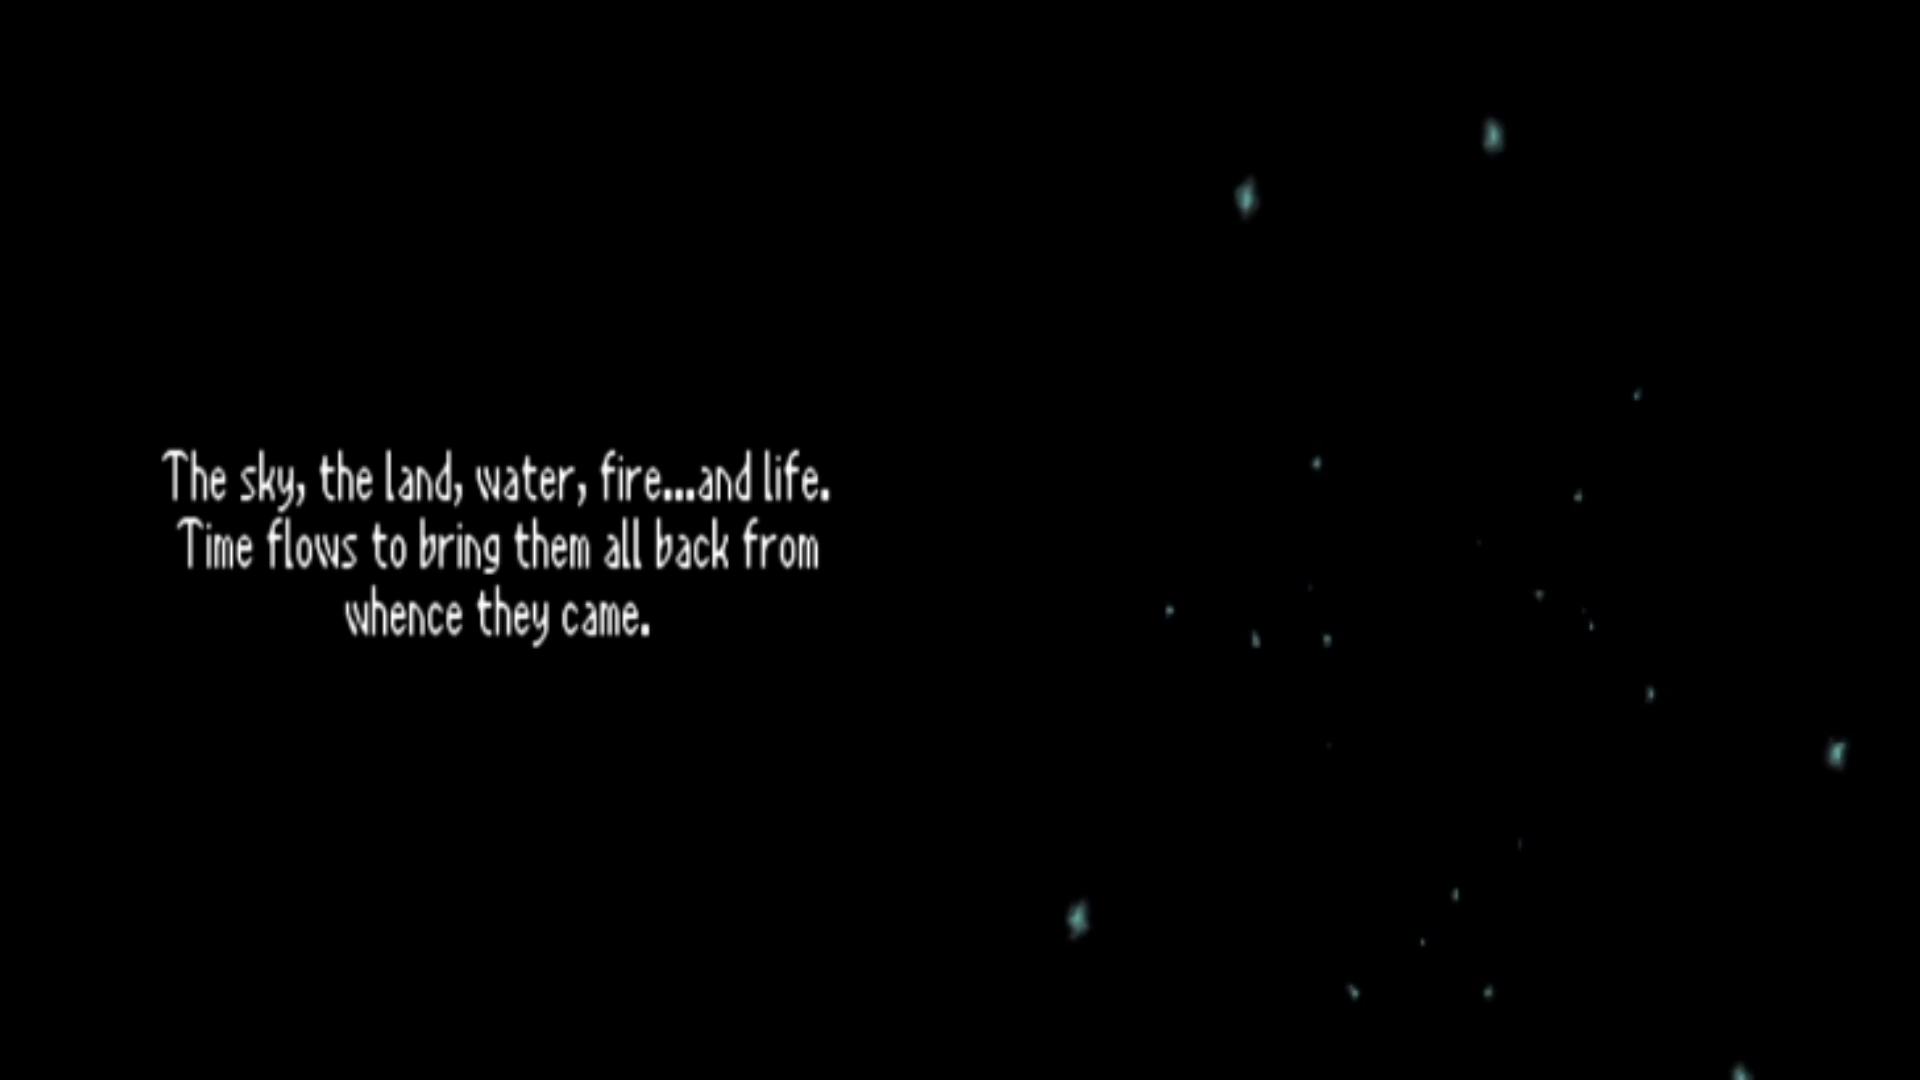 The sky, the land, water, fire...and life.
Time flows to bring them all back from
whence they came.